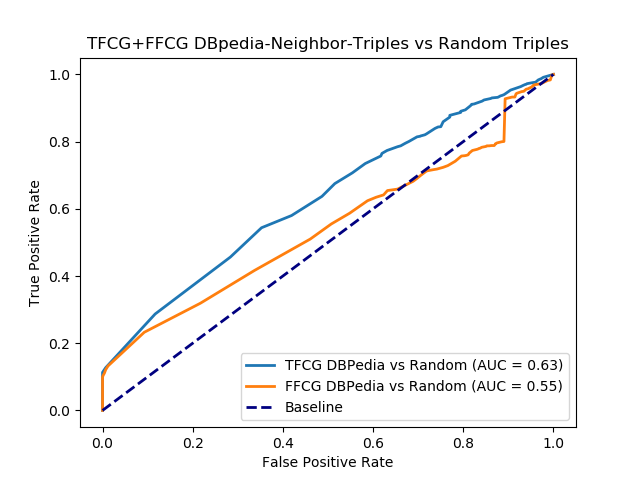 TFCG+FFCG DBpedia-Neighbor-Triples vs Random Triples
True Positive Rate
1.0
0.8
0.6
0.4
0.2
0.0
TFCG DBPedia vs Random (AUC = 0.63)
FFCG DBPedia vs Random (AUC = 0.55)
Baseline
0.0 0.2 0.4 0.6 0.8 1.0
False Positive Rate